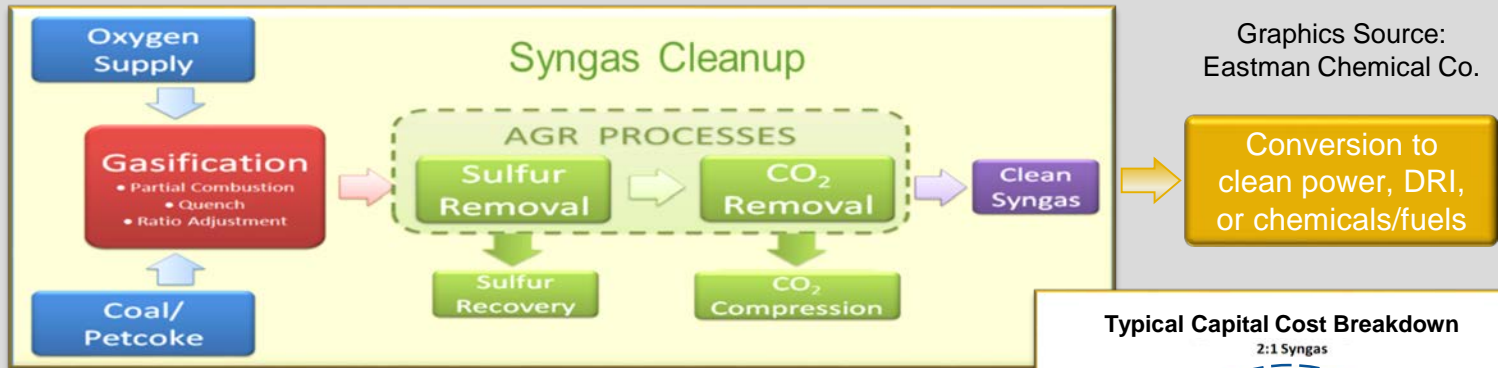 Oxygen
Supply
Syngas Cleanup
Graphics Source:
Eastman Chemical Co.
AGR PROCESSES
Gasification
• Partial Combustion
• Quench
• Ratio Adjustment
Sulfur
Removal
CO₂
Removal
Clean
Syngas
Conversion to
clean power, DRI,
or chemicals/fuels
Sulfur
Recovery
CO₂
Compression
Coal/
Petcoke
Typical Capital Cost Breakdown
2:1 Syngas